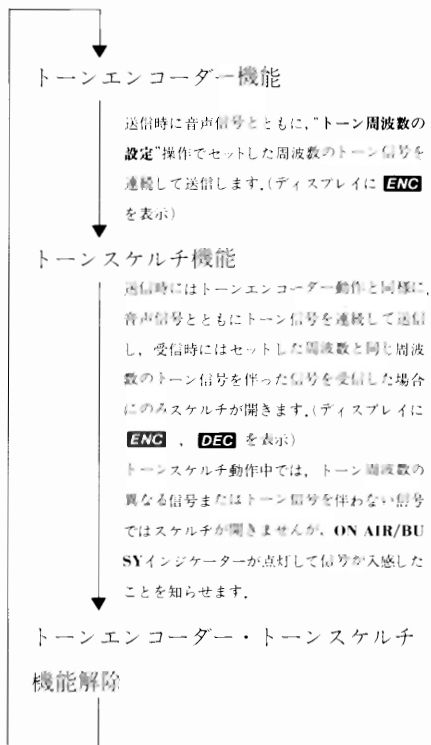 トーンエンコーダー機能
送信時に音声信号とともに，"トーン周波数の
設定"操作でセットした周波数のトーン信号を
連続して送信します．(ディスプレイに ENC
を表示)
トーンスケルチ機能
送信時にはトーンエンコーダー動作と同様に，
音声信号とともにトーン信号を連続して送信
し，受信時にはセットした周波数と同じ周波
数のトーン信号を伴った信号を受信した場合
にのみスケルチが開きます．(ディスプレイに
ENC ， DEC を表示)
トーンスケルチ動作中では，トーン周波数の
異なる信号またはトーン信号を伴わない信号
ではスケルチが開きませんが，ON AIR/BU
SYインジケーターが点灯して信号が入感した
ことを知らせます．
トーンエンコーダー・トーンスケルチ
機能解除